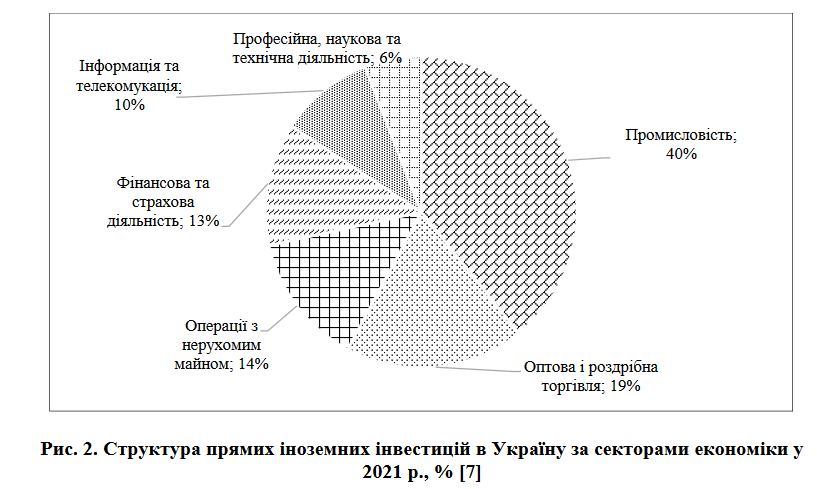 Професійна, наукова та
технічна діяльність; 6%
Інформація та
телекомукація;
10%
Промисловість;
40%
Фінансова та
страхова
діяльність; 13%
Операції з
нерухомим
майном; 14%
Оптова і роздрібна
торгівля; 19%
Рис. 2. Структура прямих іноземних інвестицій в Україну за секторами економіки у
2021 р., % [7]